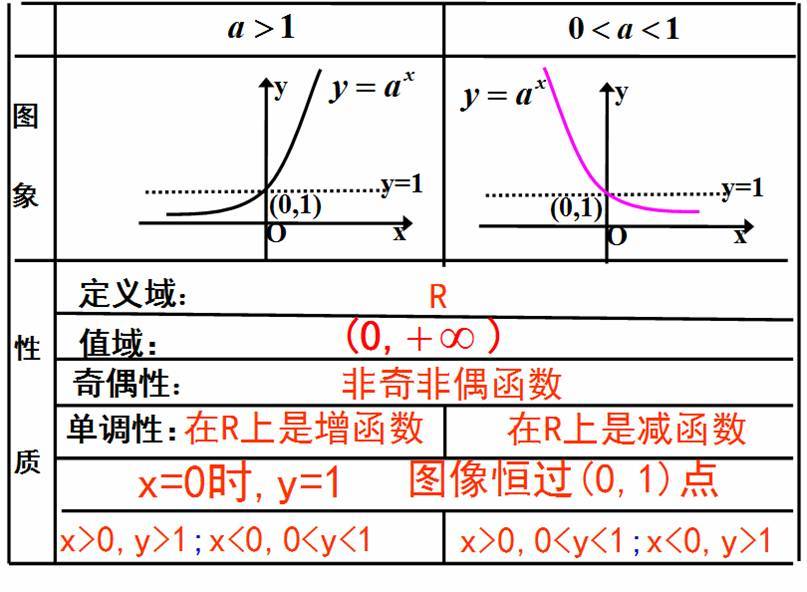 a > 1
0 < a < 1
图象
y = aˣ
y
y=1
(0,1)
O
x
y = aˣ
y
y=1
(0,1)
O
x
性质
定义域: R
值域: (0,+∞)
奇偶性: 非奇非偶函数
单调性: 在R上是增函数 在R上是减函数
x=0时,y=1 图像恒过(0,1)点
x>0,y>1;x<0,0<y<1
x>0,0<y<1;x<0,y>1